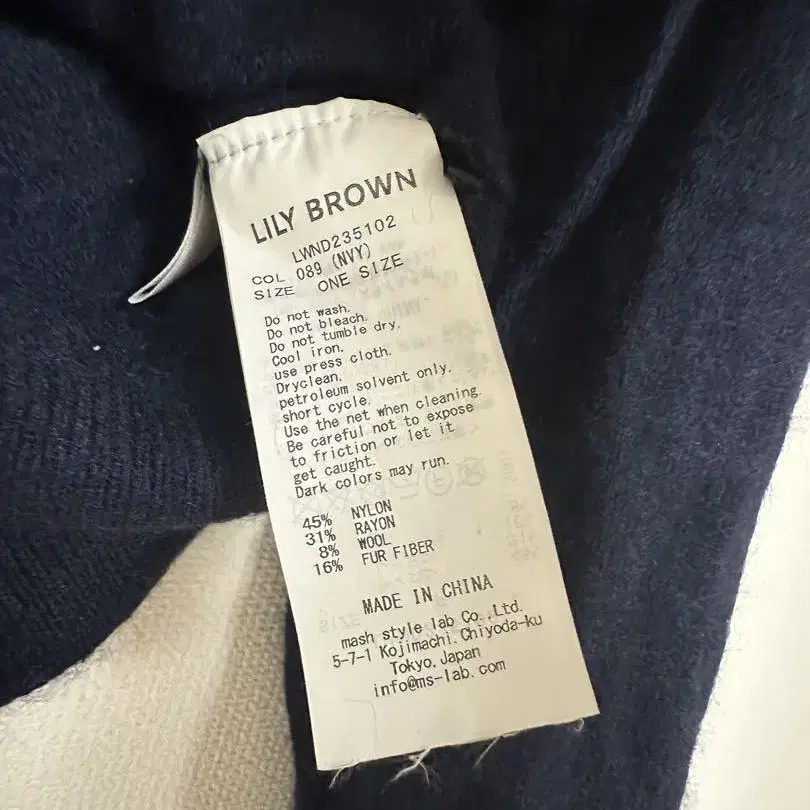 LILY BROWN
LWND235102
COL 089 (NVY)
SIZE ONE SIZE
Do not wash.
Do not bleach.
Do not tumble dry.
Cool iron.
use press cloth.
Dryclean.
petroleum solvent only.
short cycle.
Use the net when cleaning.
Be careful not to expose
to friction or let it
get caught.
Dark colors may run.
45% NYLON
31% RAYON
8% WOOL
16% FUR FIBER
MADE IN CHINA
mash style lab Co.,Ltd.
5-7-1 Kojimachi.Chiyoda-ku
Tokyo,Japan
info@ms-lab.com